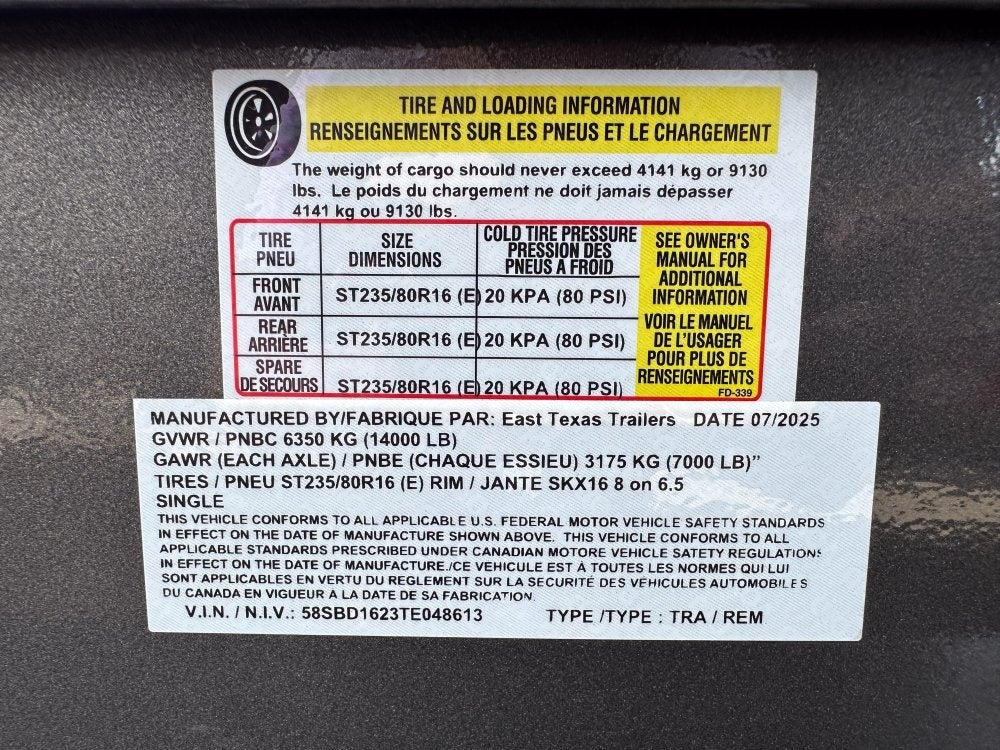 TIRE AND LOADING INFORMATION
RENSEIGNEMENTS SUR LES PNEUS ET LE CHARGEMENT
The weight of cargo should never exceed 4141 kg or 9130
lbs. Le poids du chargement ne doit jamais dépasser
4141 kg ou 9130 lbs.
TIRE
PNEU
SIZE
DIMENSIONS
COLD TIRE PRESSURE
PRESSION DES
PNEUS A FROID
SEE OWNER'S
MANUAL FOR
ADDITIONAL
INFORMATION
VOIR LE MANUEL
DE L'USAGER
POUR PLUS DE
RENSEIGNEMENTS
FD-339
FRONT
AVANT
ST235/80R16 (E) 20 KPA (80 PSI)
REAR
ARRIÈRE
ST235/80R16 (E) 20 KPA (80 PSI)
SPARE
DE SECOURS
ST235/80R16 (E) 20 KPA (80 PSI)
MANUFACTURED BY/FABRIQUE PAR: East Texas Trailers DATE 07/2025
GVWR / PNBC 6350 KG (14000 LB)
GAWR (EACH AXLE) / PNBE (CHAQUE ESSIEU) 3175 KG (7000 LB)"
TIRES / PNEU ST235/80R16 (E) RIM / JANTE SKX16 8 on 6.5
SINGLE
THIS VEHICLE CONFORMS TO ALL APPLICABLE U.S. FEDERAL MOTOR VEHICLE SAFETY STANDARDS
IN EFFECT ON THE DATE OF MANUFACTURE SHOWN ABOVE. THIS VEHICLE CONFORMS TO ALL
APPLICABLE STANDARDS PRESCRIBED UNDER CANADIAN MOTORE VEHICLE SATETY REGULATIONS
IN EFFECT ON THE DATE OF MANUFACTURE./CE VEHICULE EST À TOUTES LES NORMES QUI LUI
SONT APPLICABLES EN VERTU DU REGLEMENT SUR LA SECURITÉ DES VÉHICULES AUTOMOBILES
DU CANADA EN VIGUEUR À LA DATE DE SA FABRICATION.
V.I.N. / N.I.V.: 58SBD1623TE048613 TYPE /TYPE : TRA / REM